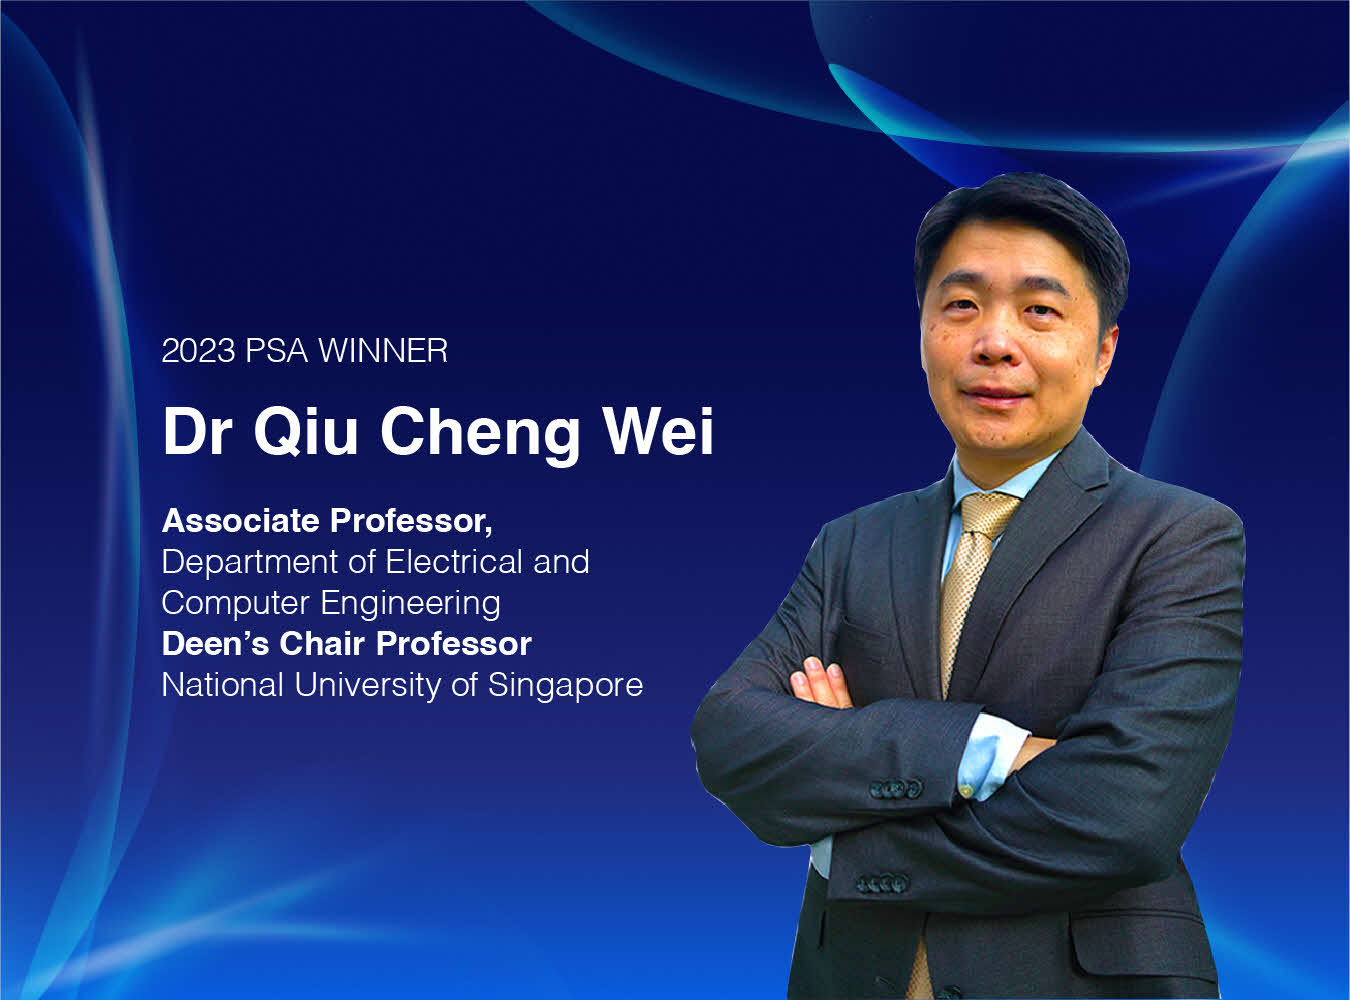 2023 PSA WINNER
Dr Qiu Cheng Wei
Associate Professor,
Department of Electrical and
Computer Engineering
Deen’s Chair Professor
National University of Singapore